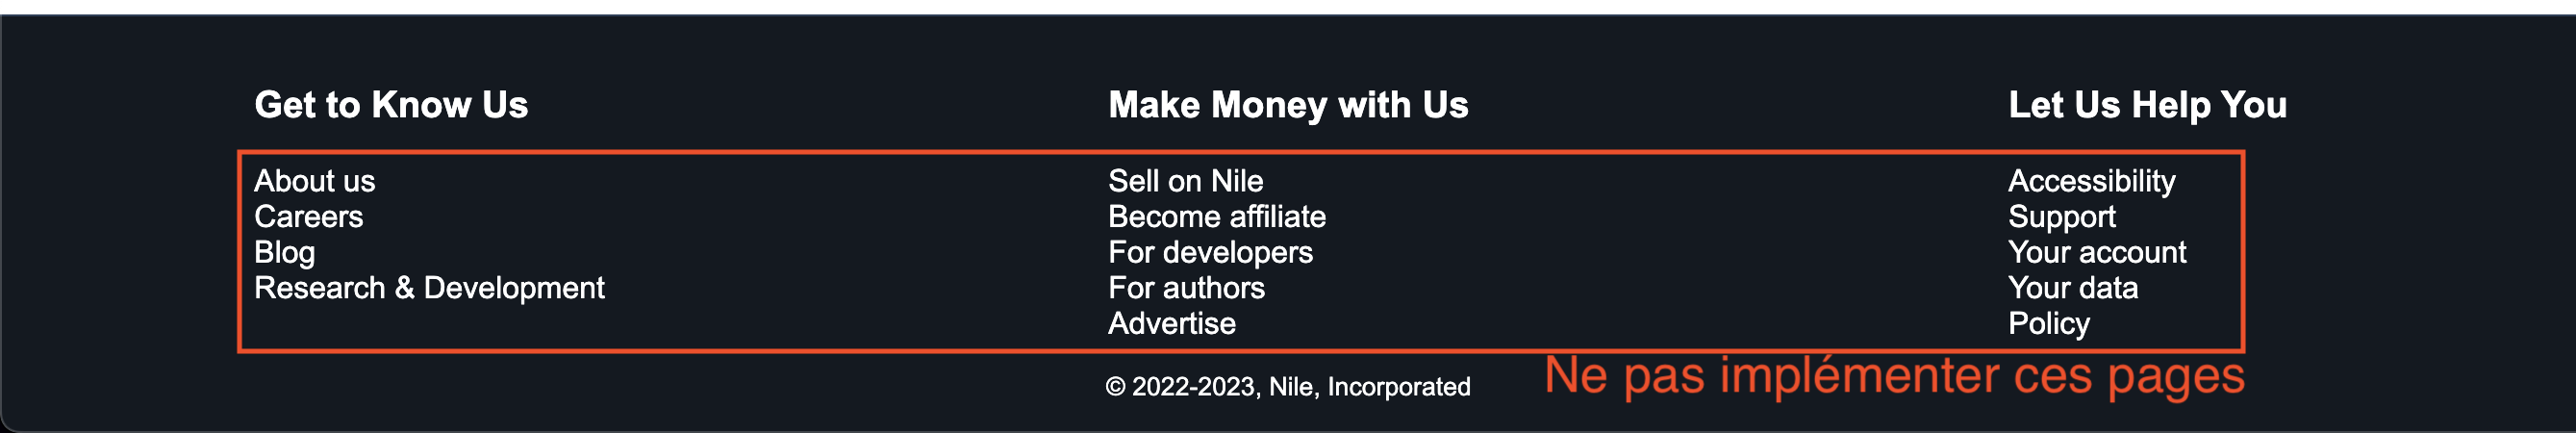 Get to Know Us
About us
Careers
Blog
Research & Development
Make Money with Us
Sell on Nile
Become affiliate
For developers
For authors
Advertise
Let Us Help You
Accessibility
Support
Your account
Your data
Policy
© 2022-2023, Nile, Incorporated
Ne pas implémenter ces pages